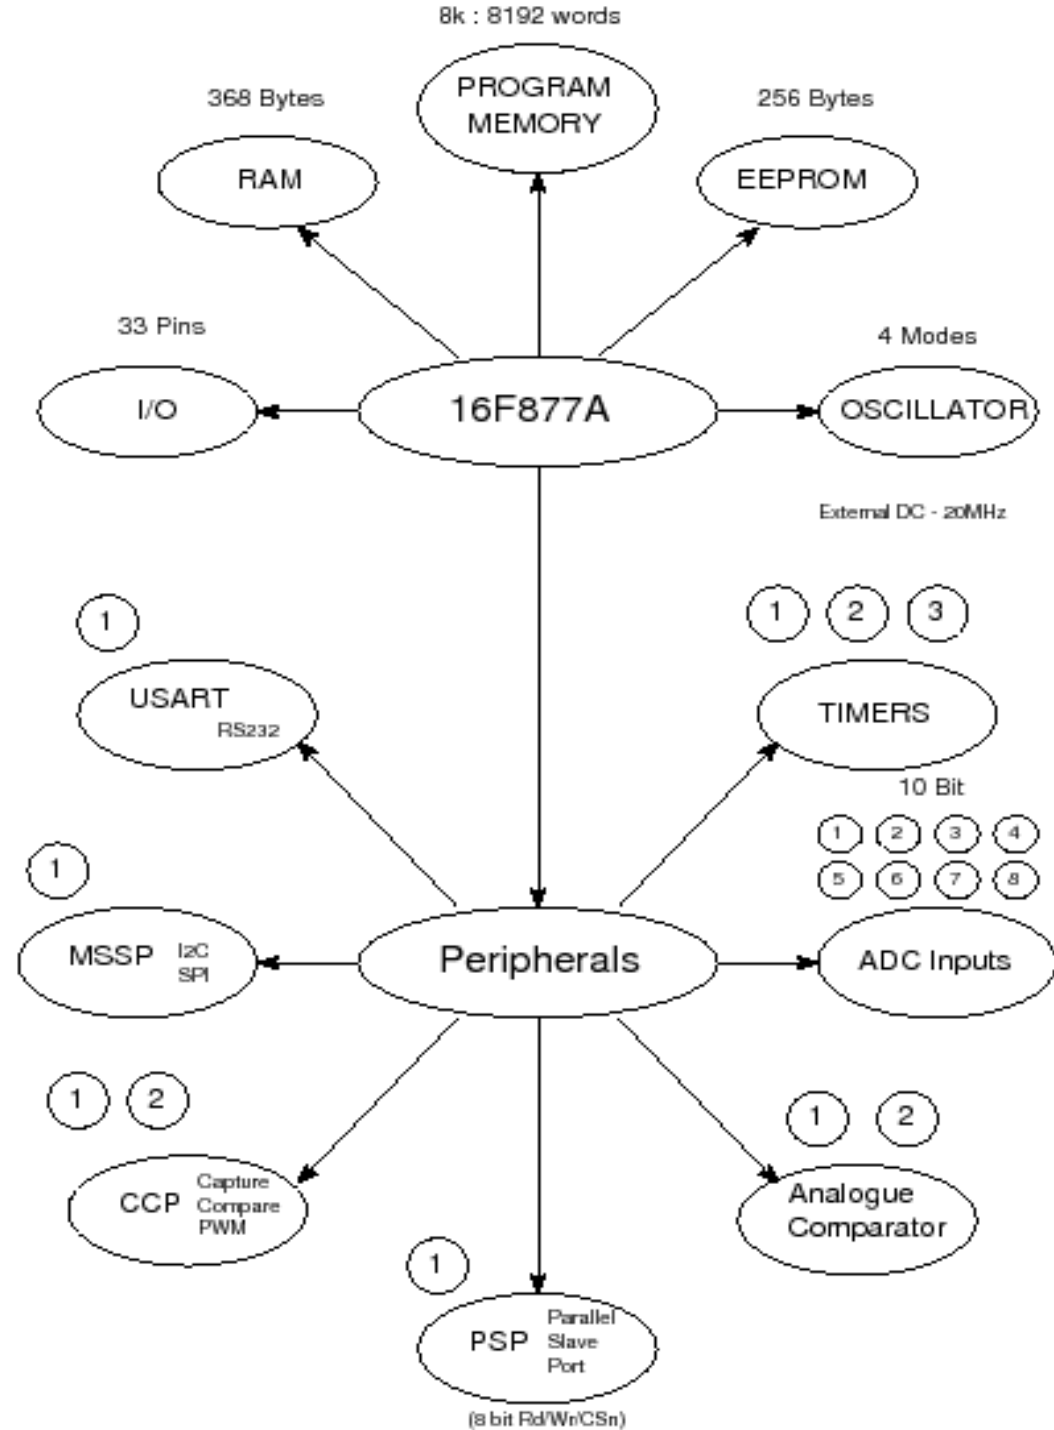 8k : 8192 words
PROGRAM
MEMORY
368 Bytes
RAM
256 Bytes
EEPROM
33 Pins
I/O
16F877A
4 Modes
OSCILLATOR
External DC - 20MHz
1
USART
RS232
1 2 3
TIMERS
10 Bit
1 2 3 4
5 6 7 8
ADC Inputs
1
MSSP
I2C
SPI
Peripherals
1 2
CCP
Capture
Compare
PWM
1 2
Analogue
Comparator
1
PSP
Parallel
Slave
Port
(8 bit Rd/Wr/CSn)